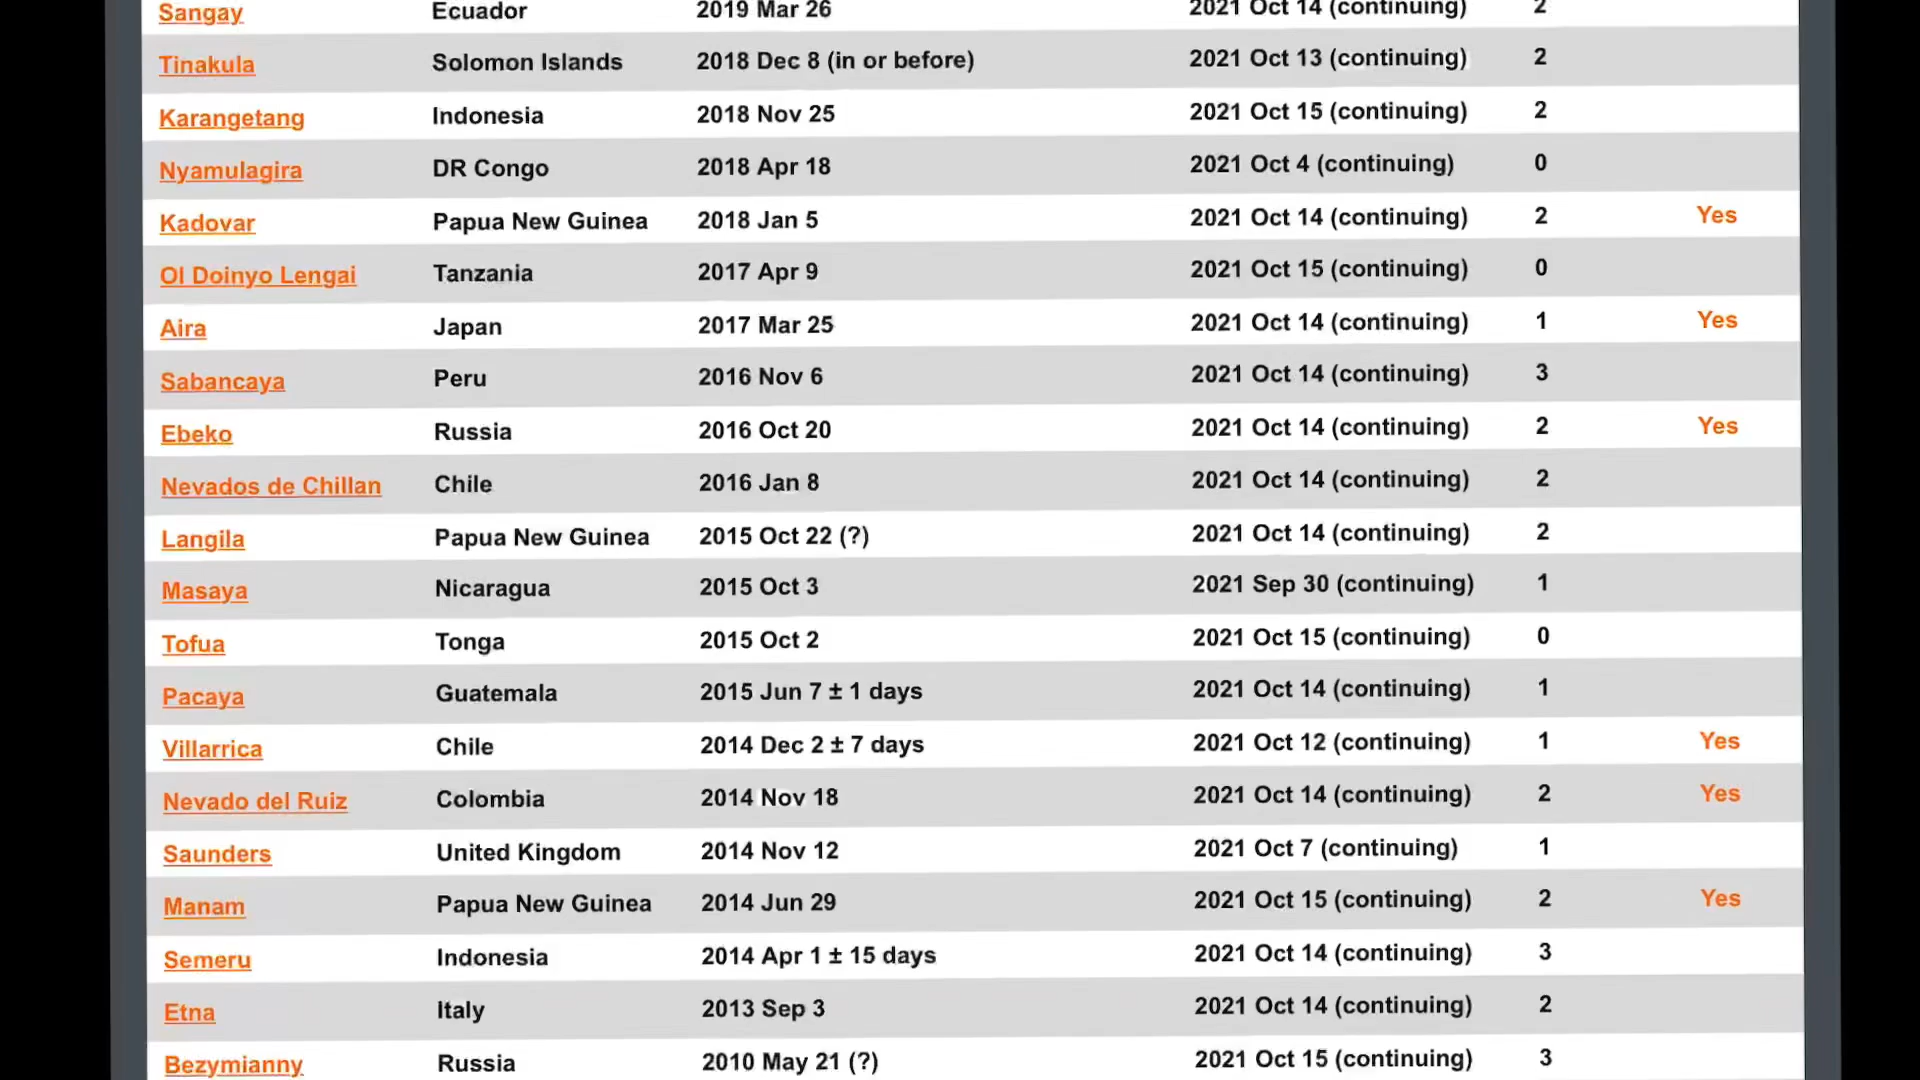 Sangay Ecuador 2019 Mar 26 2021 Oct 14 (continuing) 2
Tinakula Solomon Islands 2018 Dec 8 (in or before) 2021 Oct 13 (continuing) 2
Karangetang Indonesia 2018 Nov 25 2021 Oct 15 (continuing) 2
Nyamulagira DR Congo 2018 Apr 18 2021 Oct 4 (continuing) 0
Kadovar Papua New Guinea 2018 Jan 5 2021 Oct 14 (continuing) 2 Yes
Ol Doinyo Lengai Tanzania 2017 Apr 9 2021 Oct 15 (continuing) 0
Aira Japan 2017 Mar 25 2021 Oct 14 (continuing) 1 Yes
Sabancaya Peru 2016 Nov 6 2021 Oct 14 (continuing) 3
Ebeko Russia 2016 Oct 20 2021 Oct 14 (continuing) 2 Yes
Nevados de Chillan Chile 2016 Jan 8 2021 Oct 14 (continuing) 2
Langila Papua New Guinea 2015 Oct 22 (?) 2021 Oct 14 (continuing) 2
Masaya Nicaragua 2015 Oct 3 2021 Sep 30 (continuing) 1
Tofua Tonga 2015 Oct 2 2021 Oct 15 (continuing) 0
Pacaya Guatemala 2015 Jun 7 ± 1 days 2021 Oct 14 (continuing) 1
Villarrica Chile 2014 Dec 2 ± 7 days 2021 Oct 12 (continuing) 1 Yes
Nevado del Ruiz Colombia 2014 Nov 18 2021 Oct 14 (continuing) 2 Yes
Saunders United Kingdom 2014 Nov 12 2021 Oct 7 (continuing) 1
Manam Papua New Guinea 2014 Jun 29 2021 Oct 15 (continuing) 2 Yes
Semeru Indonesia 2014 Apr 1 ± 15 days 2021 Oct 14 (continuing) 3
Etna Italy 2013 Sep 3 2021 Oct 14 (continuing) 2
Bezymianny Russia 2010 May 21 (?) 2021 Oct 15 (continuing) 3